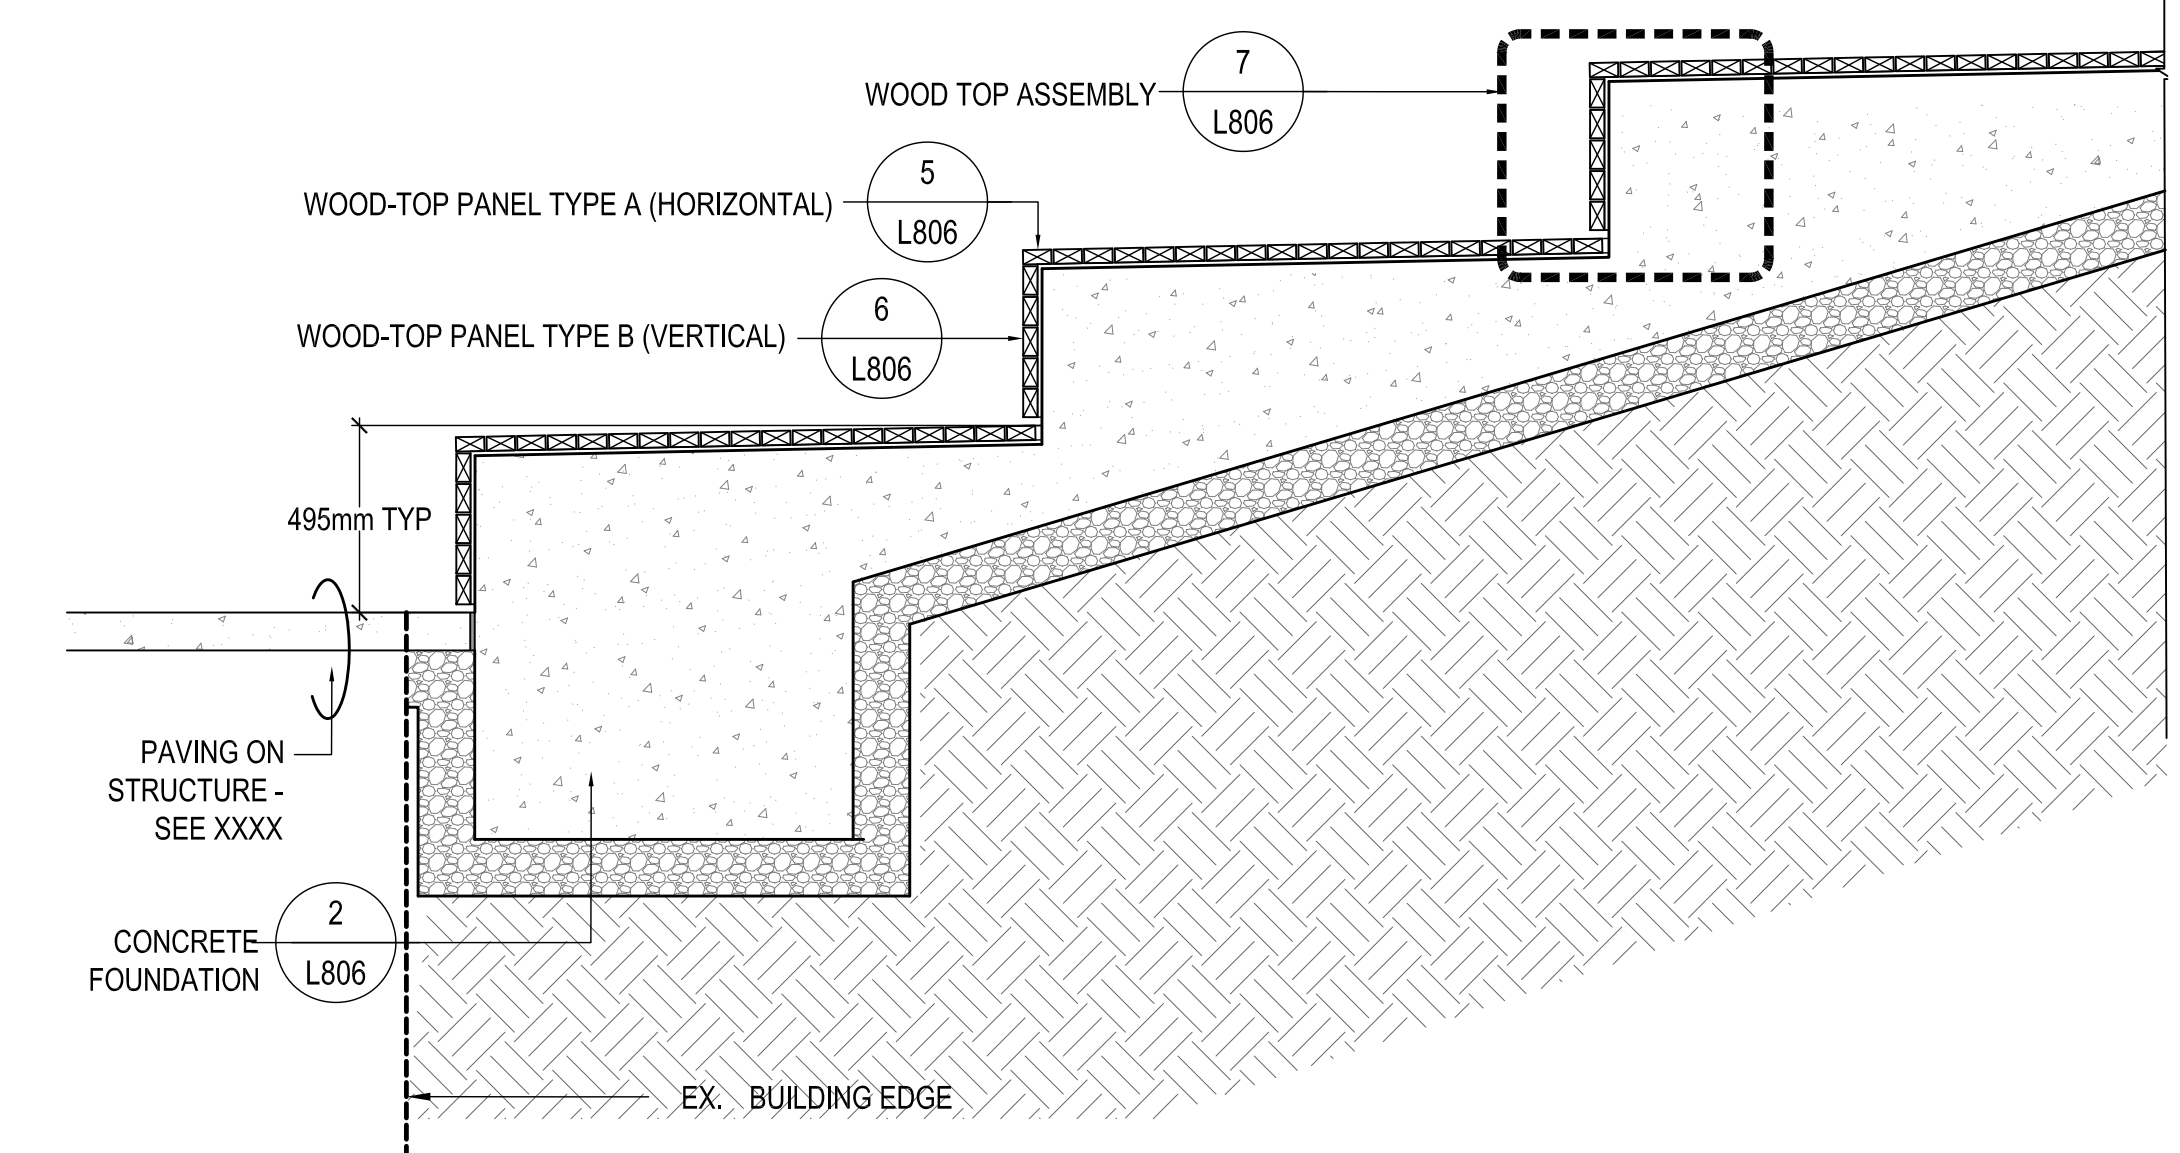 7
WOOD TOP ASSEMBLY
L806
5
WOOD-TOP PANEL TYPE A (HORIZONTAL)
L806
6
WOOD-TOP PANEL TYPE B (VERTICAL)
L806
495mm TYP
PAVING ON
STRUCTURE -
SEE XXXX
2
CONCRETE
FOUNDATION
L806
EX. BUILDING EDGE